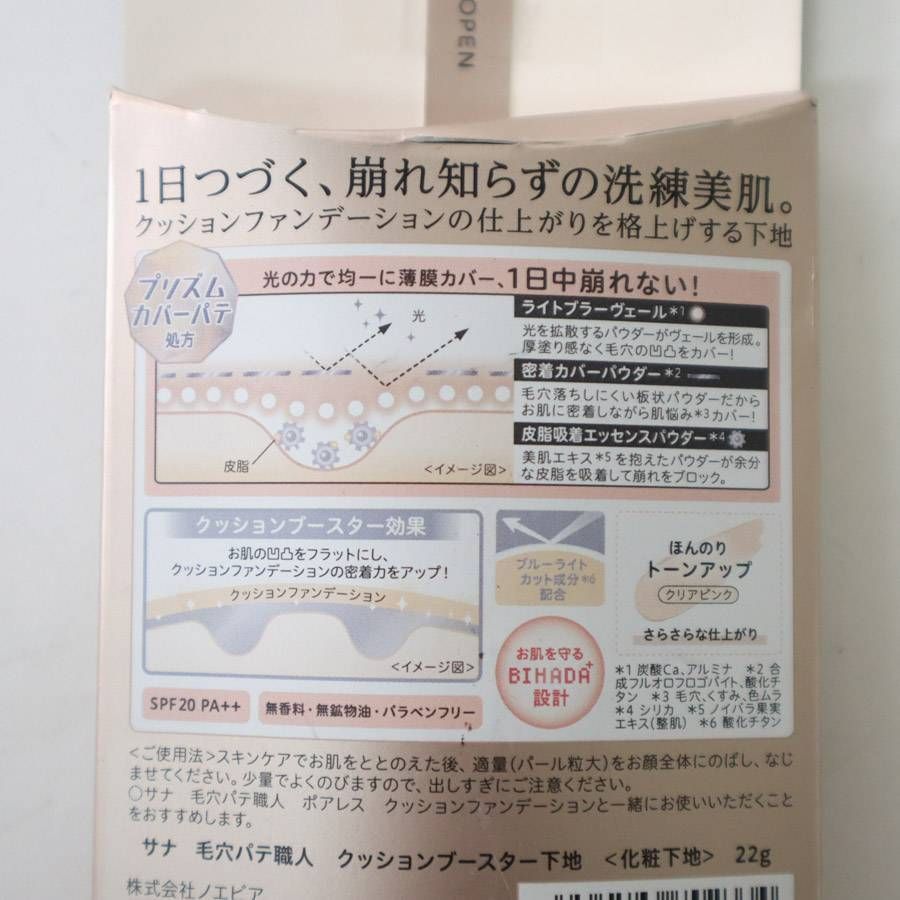 OPEN
1日つづく、崩れ知らずの洗練美肌。
クッションファンデーションの仕上がりを格上げする下地
プリズム
カバーパテ
処方
光の力で均一に薄膜カバー、1日中崩れない!
光
皮脂
<イメージ図>
ライトブラーヴェール*1
光を拡散するパウダーがヴェールを形成。
厚塗り感なく毛穴の凹凸をカバー!
密着カバーパウダー*2
毛穴落ちしにくい板状パウダーだから
お肌に密着しながら肌悩み*3カバー!
皮脂吸着エッセンスパウダー*4
美肌エキス*5を抱えたパウダーが余分
な皮脂を吸着して崩れをブロック。
クッションブースター効果
お肌の凹凸をフラットにし、
クッションファンデーションの密着力をアップ!
クッションファンデーション
<イメージ図>
ブルーライト
カット成分*6
配合
ほんのり
トーンアップ
クリアピンク
さらさらな仕上がり
お肌を守る
BIHADA+
設計
SPF20 PA++
無香料・無鉱物油・パラベンフリー
*1 炭酸Ca、アルミナ *2 合
成フルオロフロゴパイト、酸化チ
タン *3 毛穴、くすみ、色ムラ
*4 シリカ *5 ノイバラ果実
エキス(整肌) *6 酸化チタン
<ご使用法>スキンケアでお肌をととのえた後、適量(パール粒大)をお顔全体にのばし、なじ
ませてください。少量でよくのびますので、出しすぎにご注意ください。
○サナ 毛穴パテ職人 ポアレス クッションファンデーションと一緒にお使いいただくこと
をおすすめします。
サナ 毛穴パテ職人 クッションブースター下地 <化粧下地> 22g
株式会社ノエビア